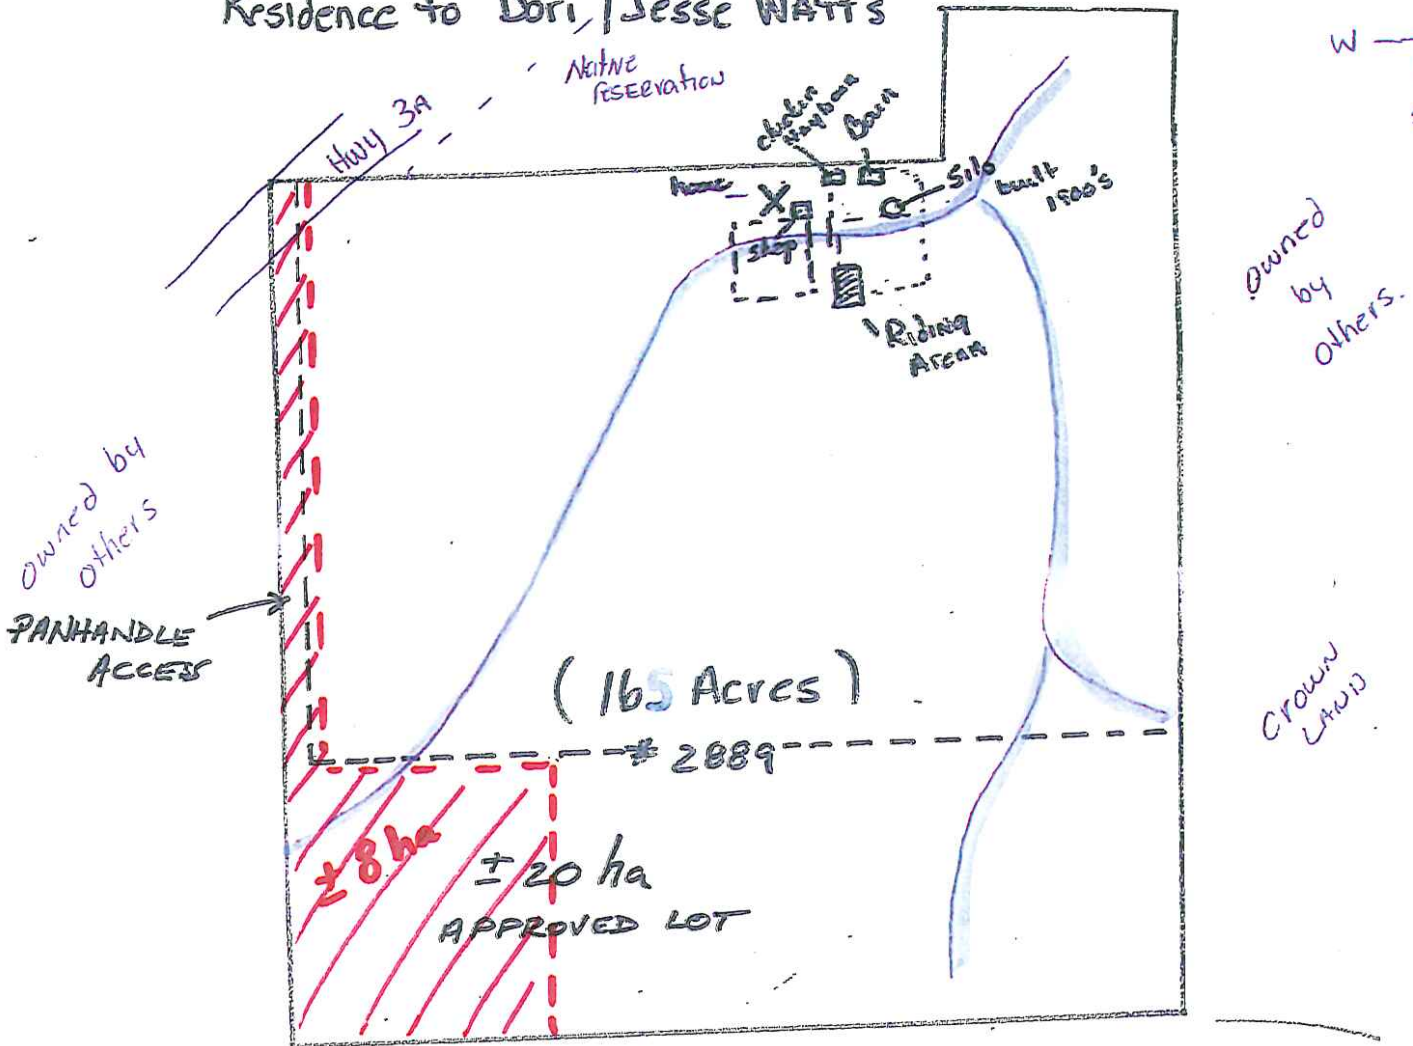 Residence to Dori / Jesse WATTS
W
Native
reservation
Hwy 3A
Barn
home
Silo
built
1900's
shop
Riding
Arena
owned
by
others.
owned by
others
PANHANDLE
ACCESS
(165 Acres)
2889
CROWN
LAND
± 8 ha
± 20 ha
APPROVED LOT